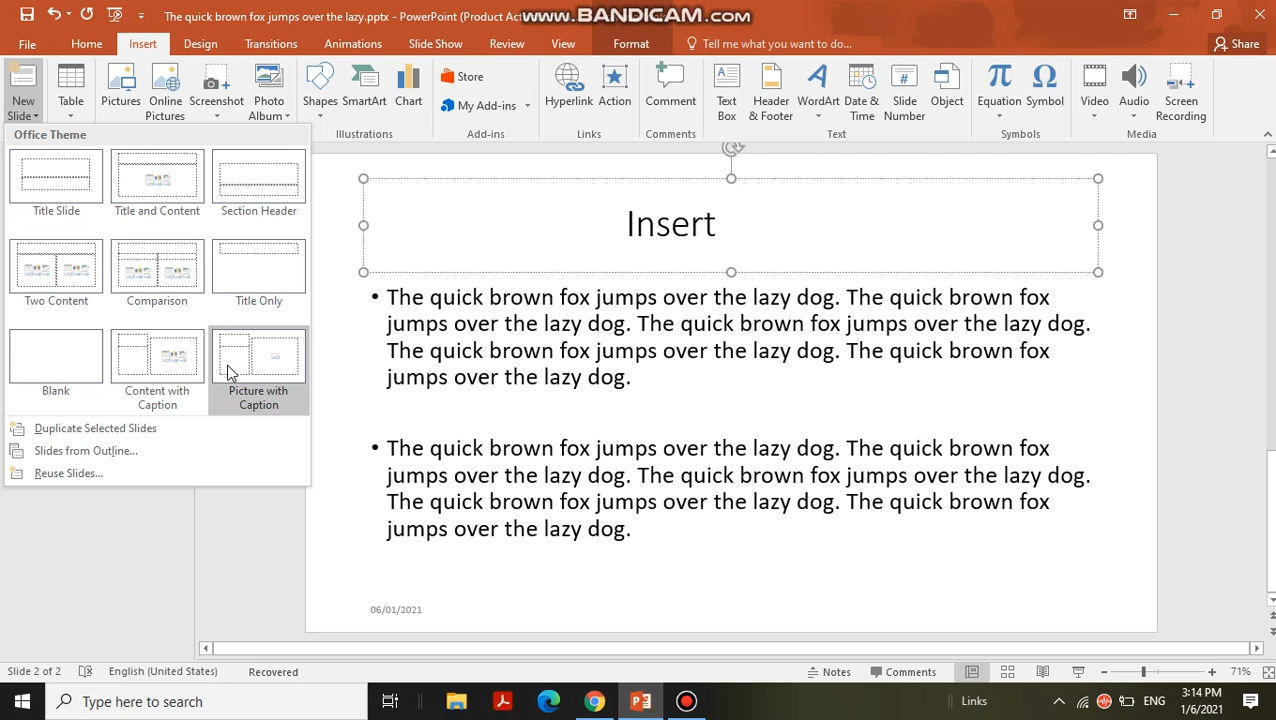 The quick brown fox jumps over the lazy.pptx - PowerPoint (Product Act
www.BANDICAM.com
File
Home
Insert
Design
Transitions
Animations
Slide Show
Review
View
Format
Tell me what you want to do...
Share
New
Slide
Table
Pictures
Online
Pictures
Screenshot
Photo
Album
Shapes
SmartArt
Chart
Store
My Add-ins
Hyperlink
Action
Comment
Text
Box
Header
& Footer
WordArt
Date &
Time
Slide
Number
Object
Equation
Symbol
Video
Audio
Screen
Recording
Illustrations
Add-ins
Links
Comments
Text
Symbols
Media
Office Theme
Title Slide
Title and Content
Section Header
Two Content
Comparison
Title Only
Blank
Content with
Caption
Picture with
Caption
Duplicate Selected Slides
Slides from Outline...
Reuse Slides...
Insert
• The quick brown fox jumps over the lazy dog. The quick brown fox
jumps over the lazy dog. The quick brown fox jumps over the lazy dog.
The quick brown fox jumps over the lazy dog. The quick brown fox
jumps over the lazy dog.
• The quick brown fox jumps over the lazy dog. The quick brown fox
jumps over the lazy dog. The quick brown fox jumps over the lazy dog.
The quick brown fox jumps over the lazy dog. The quick brown fox
jumps over the lazy dog.
06/01/2021
Slide 2 of 2
English (United States)
Recovered
Notes
Comments
71%
Type here to search
Links
ENG
3:14 PM
1/6/2021